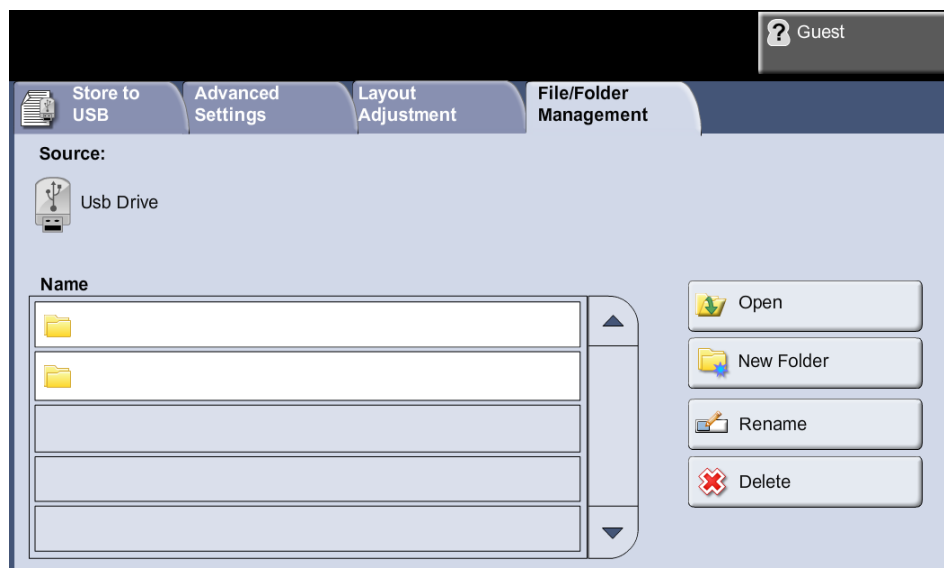 Guest
Store to
USB
Advanced
Settings
Layout
Adjustment
File/Folder
Management
Source:
Usb Drive
Name
Open
New Folder
Rename
Delete